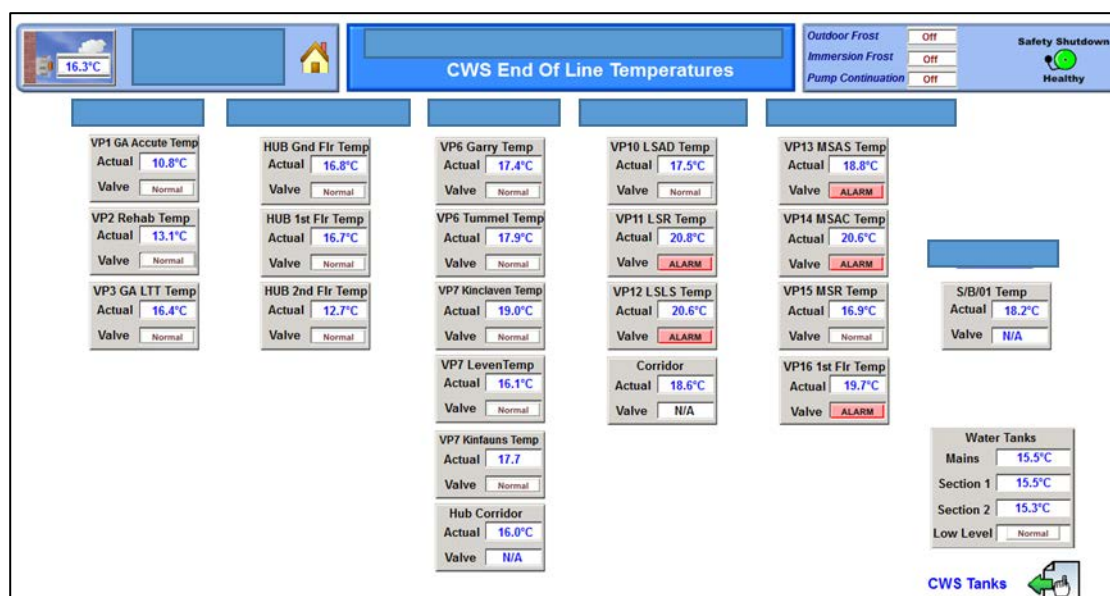 16.3°C
CWS End Of Line Temperatures
Outdoor Frost Off
Immersion Frost Off
Pump Continuation Off
Safety Shutdown
Healthy
VP1 GA Accute Temp
Actual 10.8°C
Valve Normal
VP2 Rehab Temp
Actual 13.1°C
Valve Normal
VP3 GA LTT Temp
Actual 16.4°C
Valve Normal
HUB Gnd Flr Temp
Actual 16.8°C
Valve Normal
HUB 1st Flr Temp
Actual 16.7°C
Valve Normal
HUB 2nd Flr Temp
Actual 12.7°C
Valve Normal
VP6 Garry Temp
Actual 17.4°C
Valve Normal
VP6 Tummel Temp
Actual 17.9°C
Valve Normal
VP7 Kinclaven Temp
Actual 19.0°C
Valve Normal
VP7 LevenTemp
Actual 16.1°C
Valve Normal
VP7 Kinfauns Temp
Actual 17.7
Valve Normal
Hub Corridor
Actual 16.0°C
Valve N/A
VP10 LSAD Temp
Actual 17.5°C
Valve Normal
VP11 LSR Temp
Actual 20.8°C
Valve ALARM
VP12 LSLS Temp
Actual 20.6°C
Valve ALARM
Corridor
Actual 18.6°C
Valve N/A
VP13 MSAS Temp
Actual 18.8°C
Valve ALARM
VP14 MSAC Temp
Actual 20.6°C
Valve ALARM
VP15 MSR Temp
Actual 16.9°C
Valve Normal
VP16 1st Flr Temp
Actual 19.7°C
Valve ALARM
S/B/01 Temp
Actual 18.2°C
Valve N/A
Water Tanks
Mains 15.5°C
Section 1 15.5°C
Section 2 15.3°C
Low Level Normal
CWS Tanks